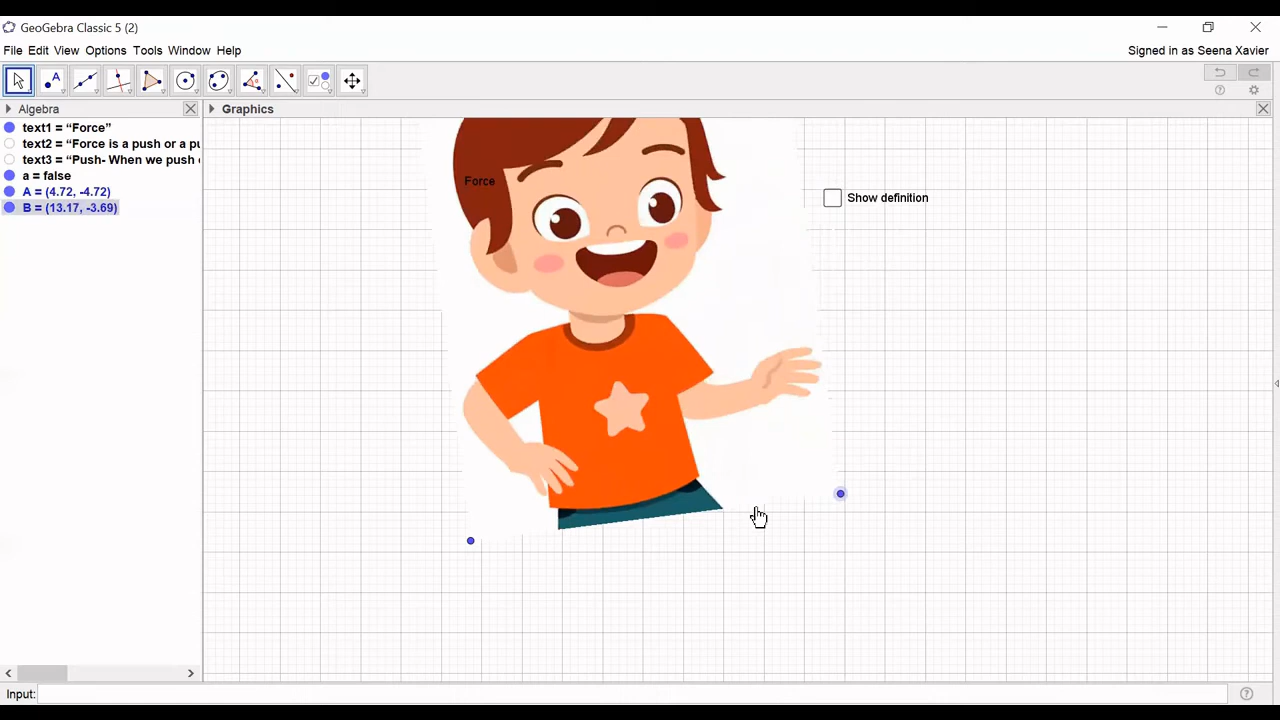 GeoGebra Classic 5 (2)
File Edit View Options Tools Window Help
Signed in as Seena Xavier
Algebra
Graphics
text1 = “Force”
text2 = “Force is a push or a pu
text3 = “Push- When we push
a = false
A = (4.72, -4.72)
B = (13.17, -3.69)
Force
Show definition
Input: